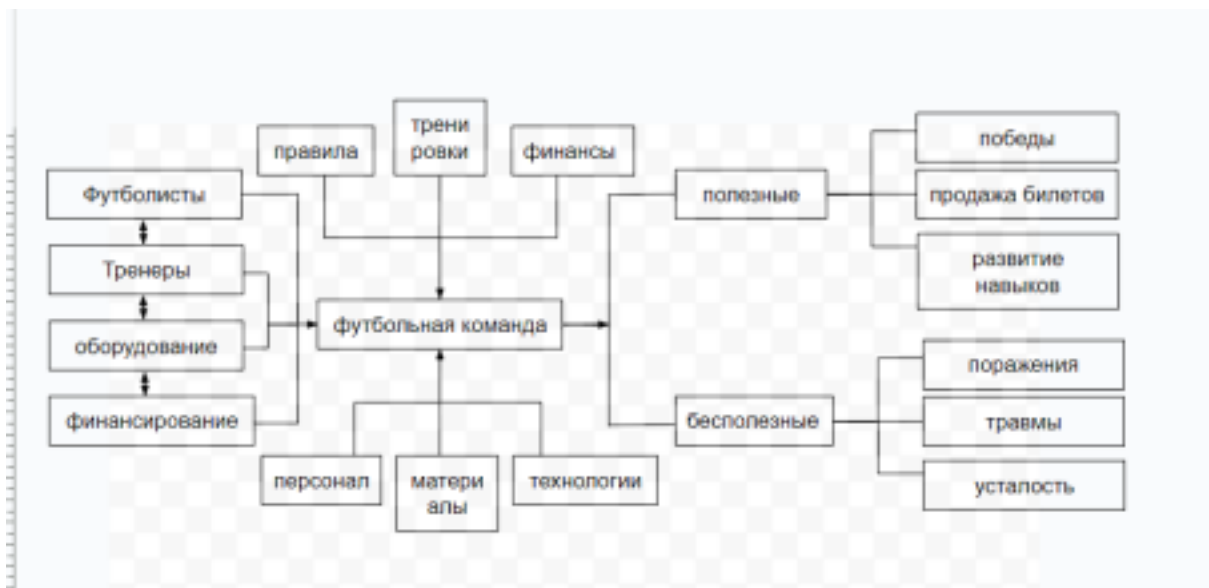 правила
трени
ровки
финансы
Футболисты
Тренеры
оборудование
финансирование
футбольная команда
персонал
матери
алы
технологии
полезные
победы
продажа билетов
развитие
навыков
бесполезные
поражения
травмы
усталость